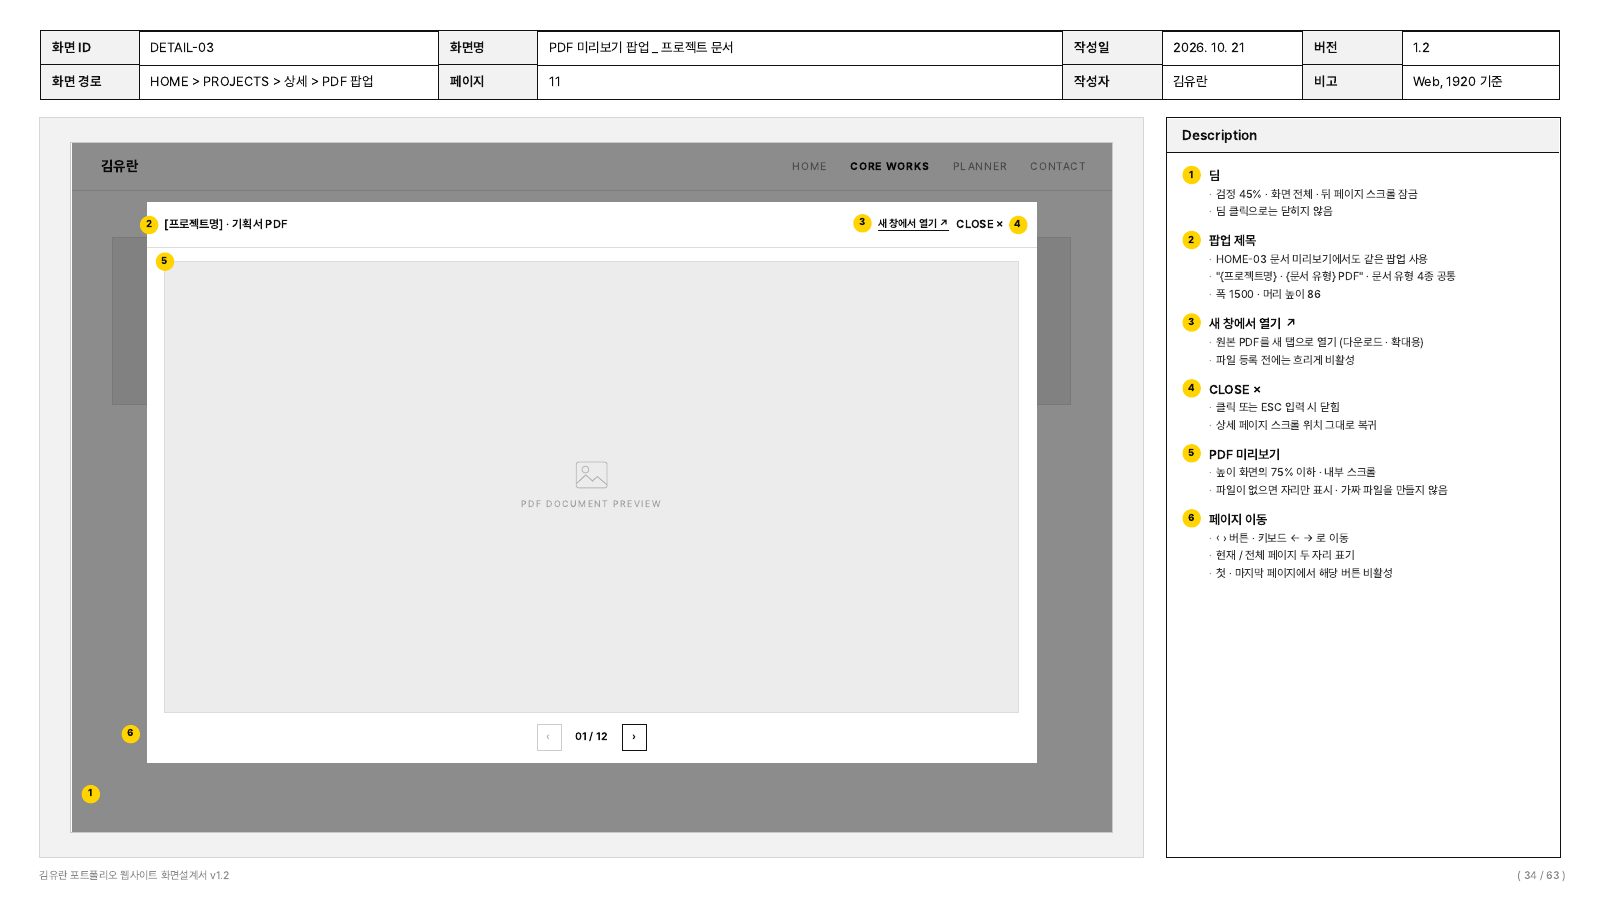 화면 ID DETAIL-03 화면명 PDF 미리보기 팝업 _ 프로젝트 문서 작성일 2026. 10. 21 버전 1.2
화면 경로 HOME > PROJECTS > 상세 > PDF 팝업 페이지 11 작성자 김유란 비고 Web, 1920 기준
김유란 HOME CORE WORKS PLANNER CONTACT
2 [프로젝트명] · 기획서 PDF 3 새 창에서 열기 ↗ CLOSE × 4
5
PDF DOCUMENT PREVIEW
6 ‹ 01 / 12 ›
1
Description
1 딤
· 검정 45% · 화면 전체 · 뒤 페이지 스크롤 잠금
· 딤 클릭으로는 닫히지 않음
2 팝업 제목
· HOME-03 문서 미리보기에서도 같은 팝업 사용
· "{프로젝트명} · {문서 유형} PDF" · 문서 유형 4종 공통
· 폭 1500 · 머리 높이 86
3 새 창에서 열기 ↗
· 원본 PDF를 새 탭으로 열기 (다운로드 · 확대용)
· 파일 등록 전에는 흐리게 비활성
4 CLOSE ×
· 클릭 또는 ESC 입력 시 닫힘
· 상세 페이지 스크롤 위치 그대로 복귀
5 PDF 미리보기
· 높이 화면의 75% 이하 · 내부 스크롤
· 파일이 없으면 자리만 표시 · 가짜 파일을 만들지 않음
6 페이지 이동
· ‹ › 버튼 · 키보드 ← → 로 이동
· 현재 / 전체 페이지 두 자리 표기
· 첫 · 마지막 페이지에서 해당 버튼 비활성
김유란 포트폴리오 웹사이트 화면설계서 v1.2
( 34 / 63 )